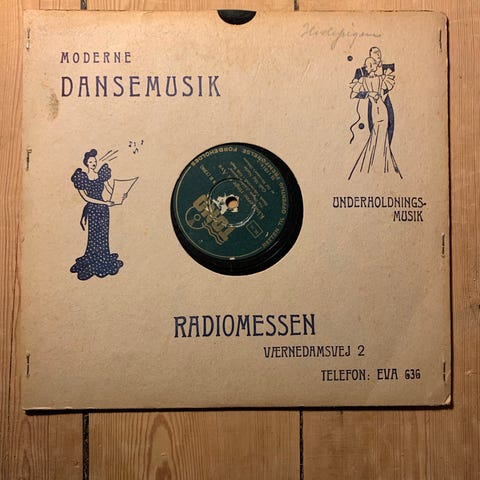 MODERNE
DANSEMUSIK
UNDERHOLDNINGS-
MUSIK
RADIOMESSEN
VÆRNEDAMSVEJ 2
TELEFON: EVA 636